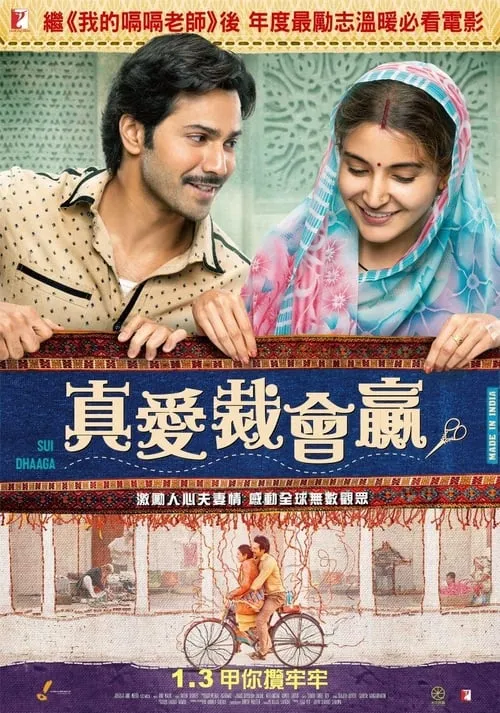 繼《我的嗝嗝老師》後 年度最勵志溫暖必看電影
真愛裁會贏
SUI
DHAAGA
MADE IN INDIA
激勵人心夫妻情 感動全球無數觀眾
1.3 甲你攬牢牢